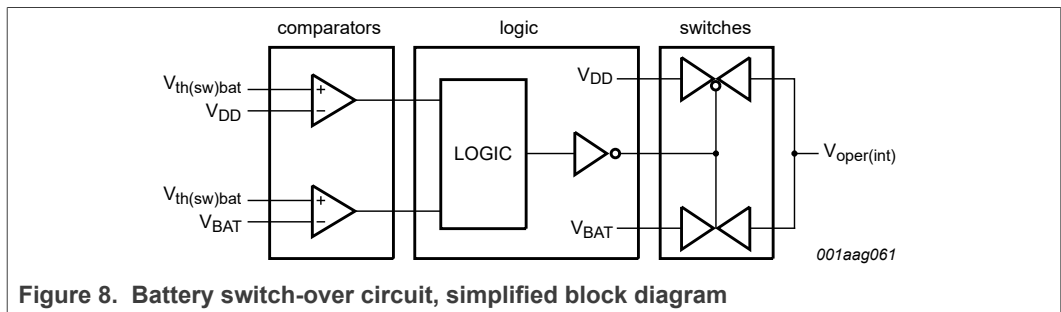 comparators
logic
switches
Vth(sw)bat
+
VDD
−
LOGIC
VDD
Voper(int)
Vth(sw)bat
+
VBAT
−
VBAT
001aag061
Figure 8. Battery switch-over circuit, simplified block diagram